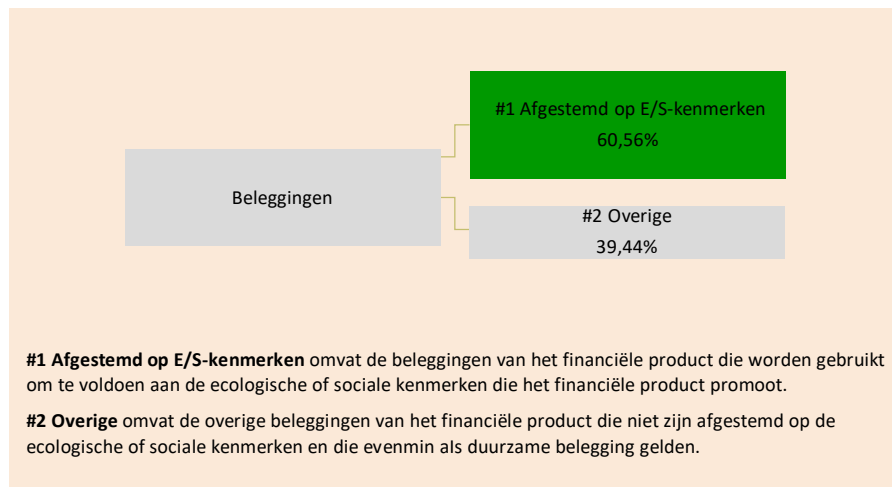 #1 Afgestemd op E/S-kenmerken
60,56%
Beleggingen
#2 Overige
39,44%
#1 Afgestemd op E/S-kenmerken omvat de beleggingen van het financiële product die worden gebruikt
om te voldoen aan de ecologische of sociale kenmerken die het financiële product promoot.
#2 Overige omvat de overige beleggingen van het financiële product die niet zijn afgestemd op de
ecologische of sociale kenmerken en die evenmin als duurzame belegging gelden.